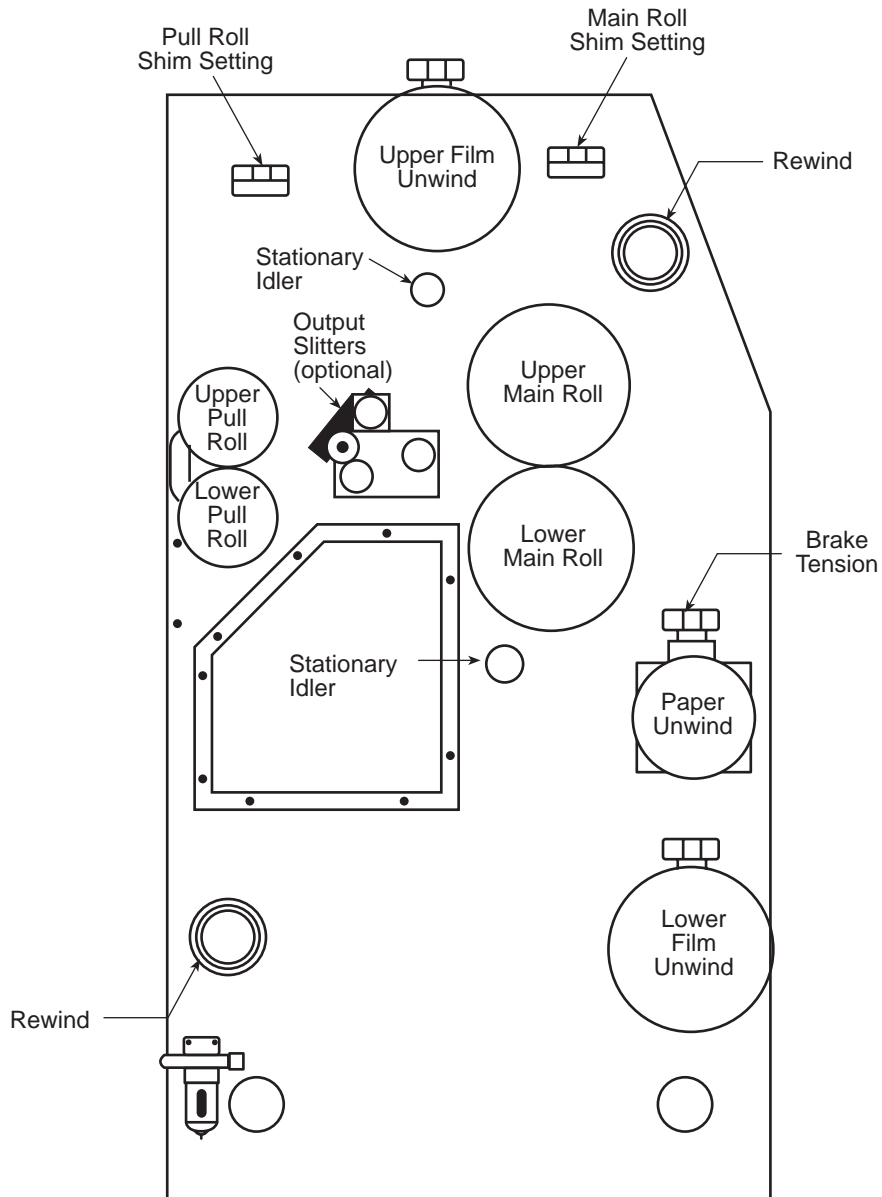 Pull Roll
Shim Setting
Main Roll
Shim Setting
Upper Film
Unwind
Rewind
Stationary
Idler
Output
Slitters
(optional)
Upper
Pull
Roll
Upper
Main Roll
Lower
Pull
Roll
Lower
Main Roll
Brake
Tension
Stationary
Idler
Paper
Unwind
Lower
Film
Unwind
Rewind